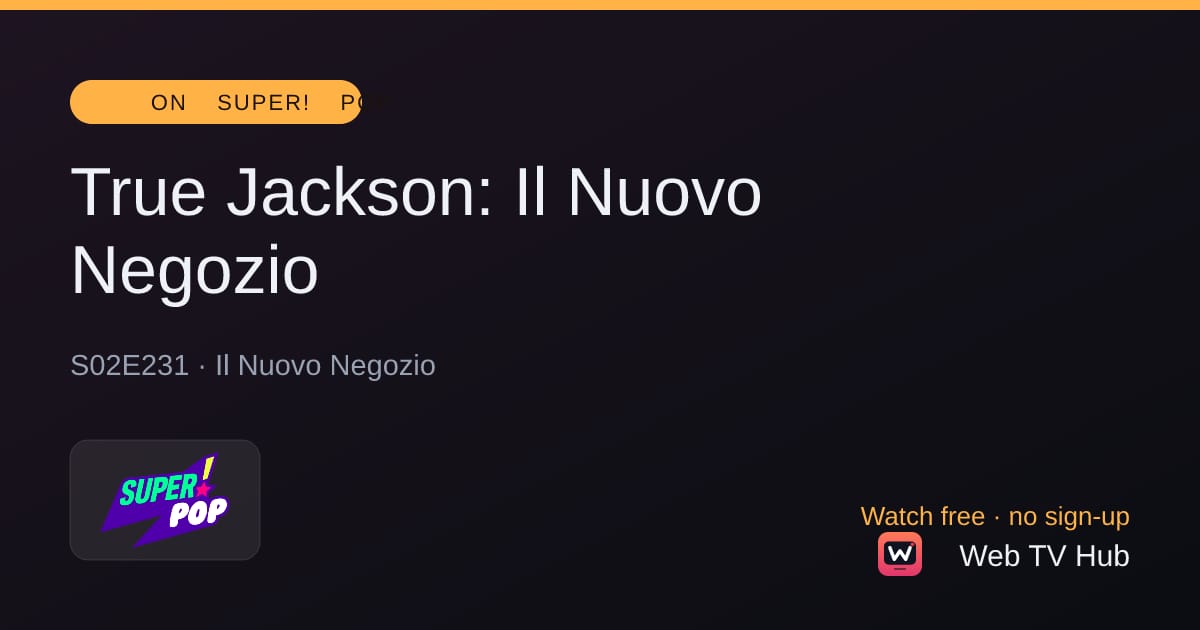 ON SUPER! POP
True Jackson: Il Nuovo
Negozio
S02E231 · Il Nuovo Negozio
SUPER!
POP
Watch free · no sign-up
W
Web TV Hub